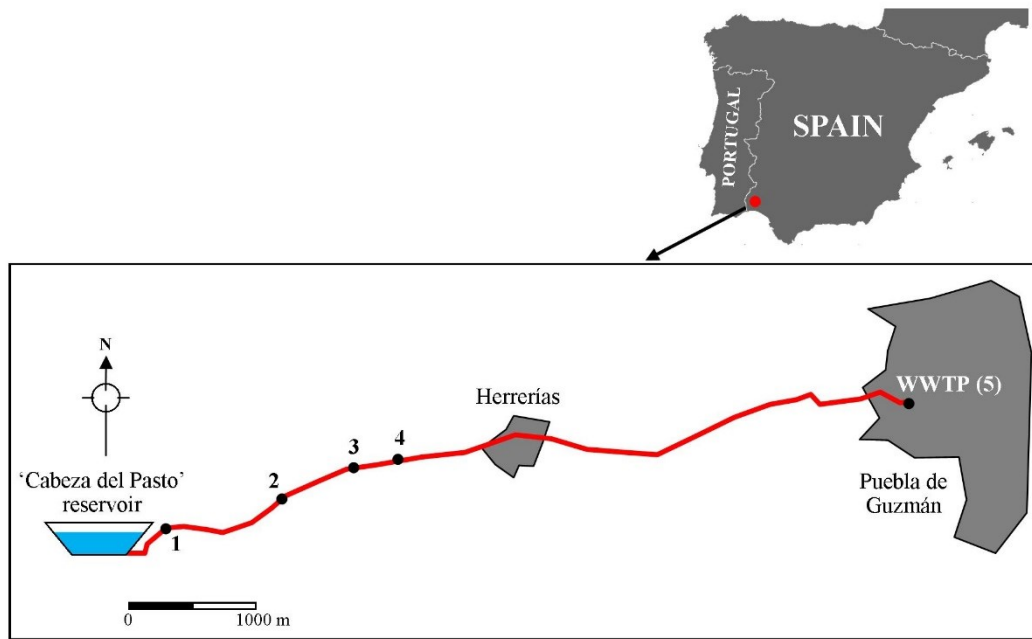 PORTUGAL
SPAIN
N
'Cabeza del Pasto'
reservoir
1
2
3
4
Herrerías
WWTP (5)
Puebla de
Guzmán
0
1000 m